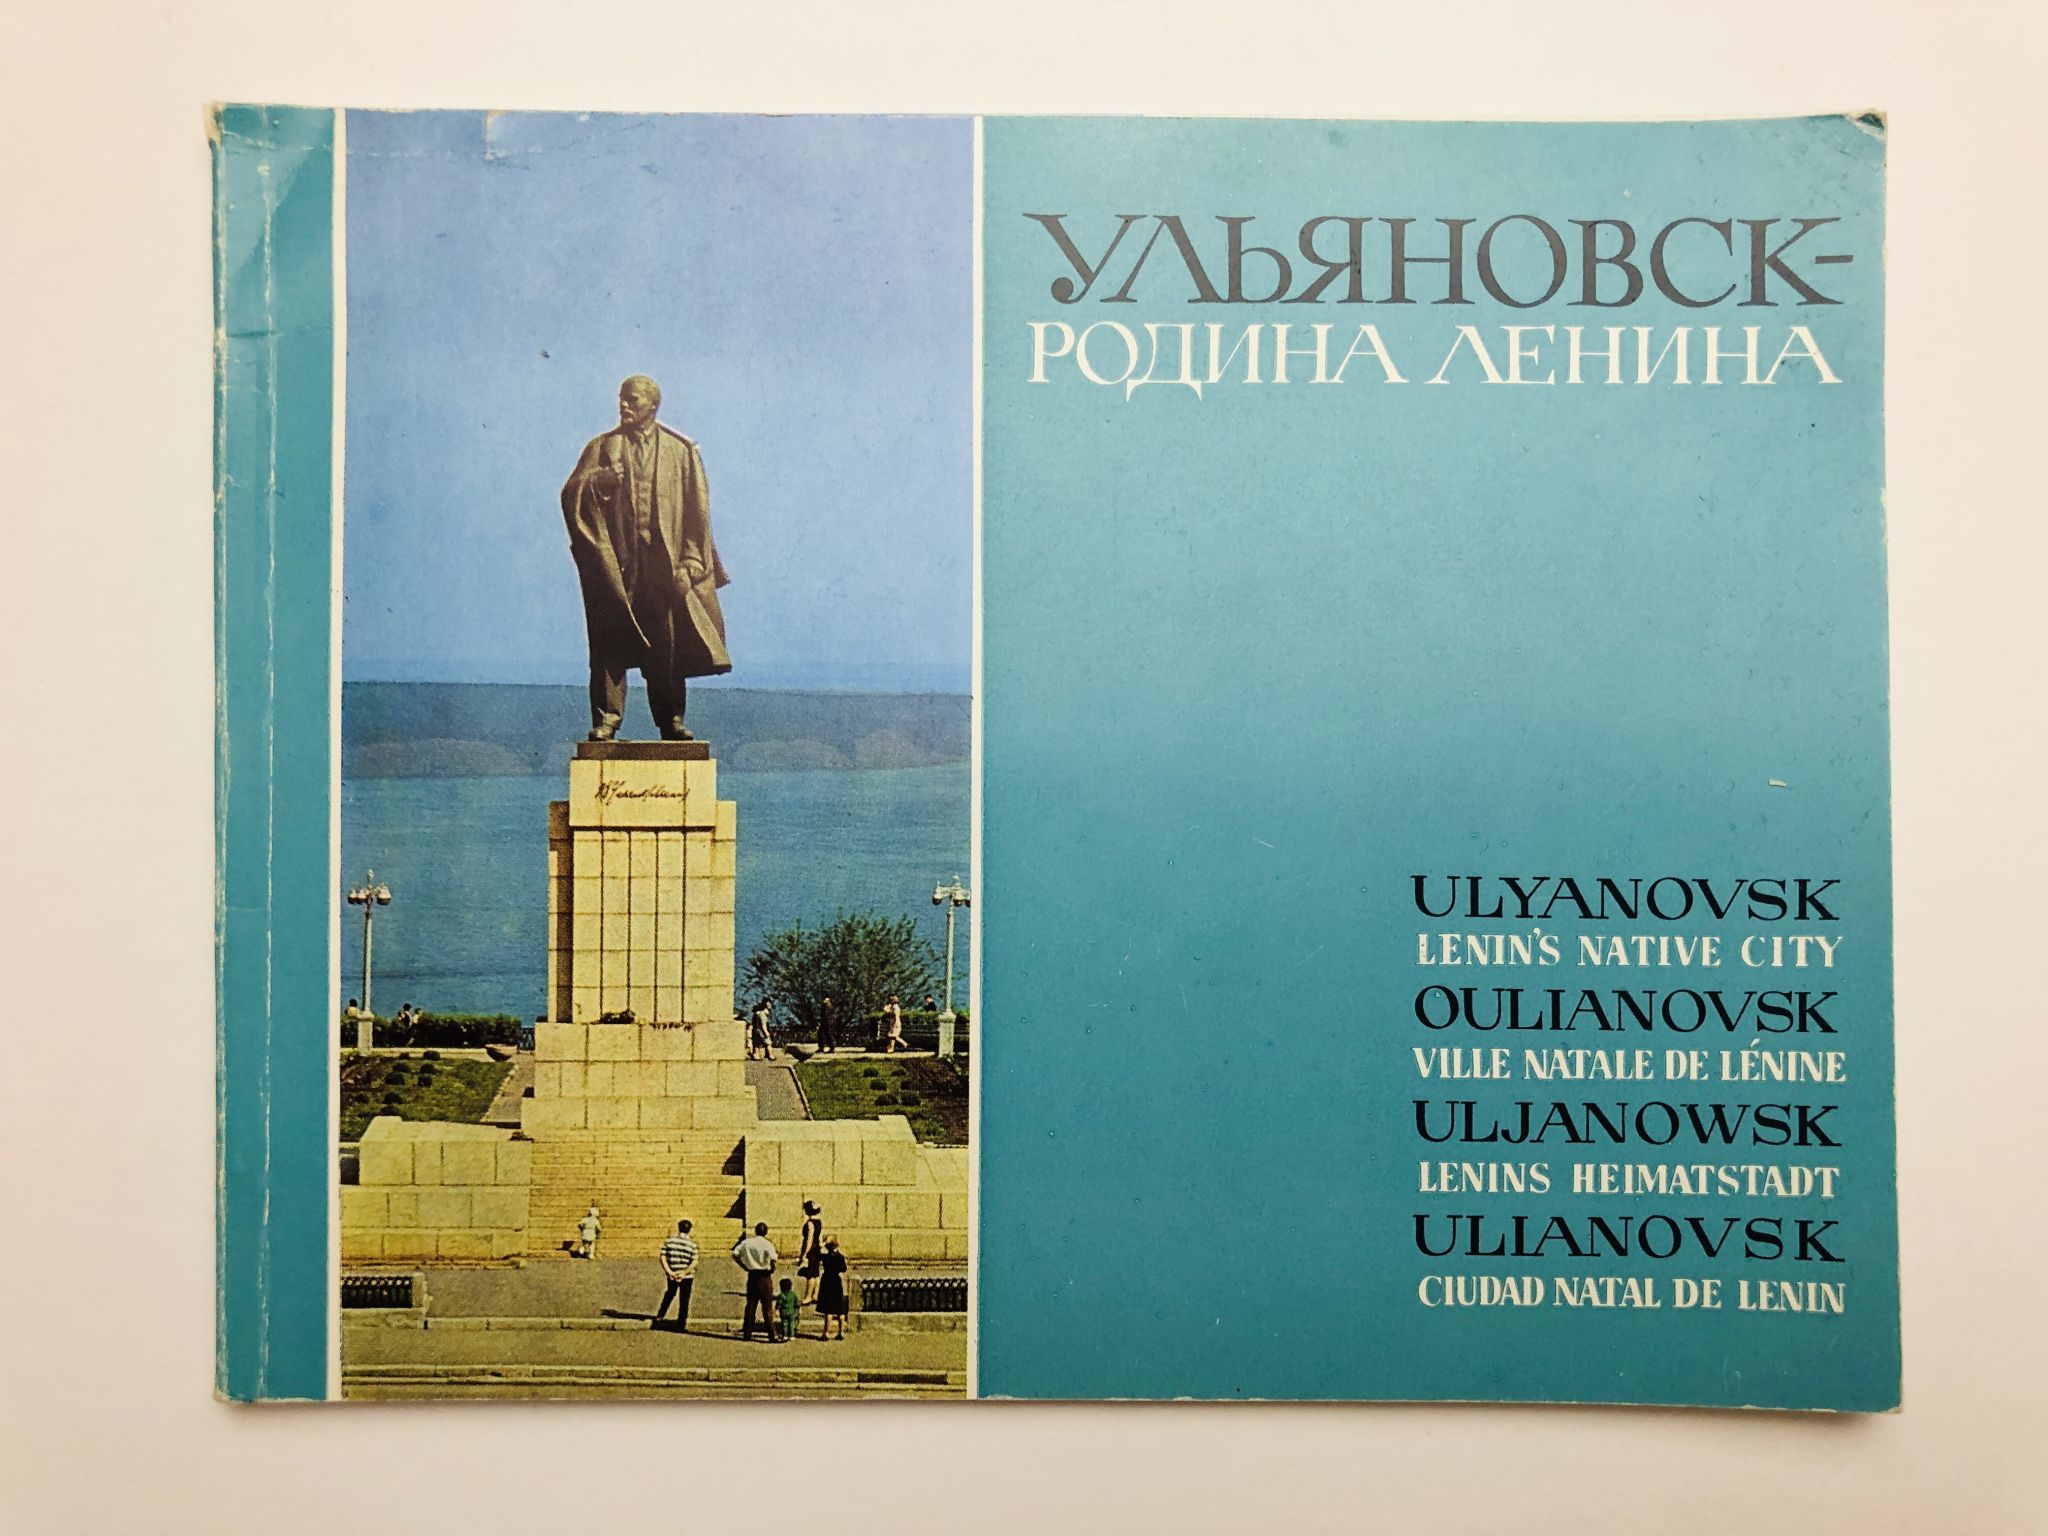 УЛЬЯНОВСК-
РОДИНА ЛЕНИНА
ULYANOVSK
LENIN'S NATIVE CITY
OULIANOVSK
VILLE NATALE DE LÉNINE
ULJANOWSK
LENINS HEIMATSTADT
ULIANOVSK
CIUDAD NATAL DE LENIN